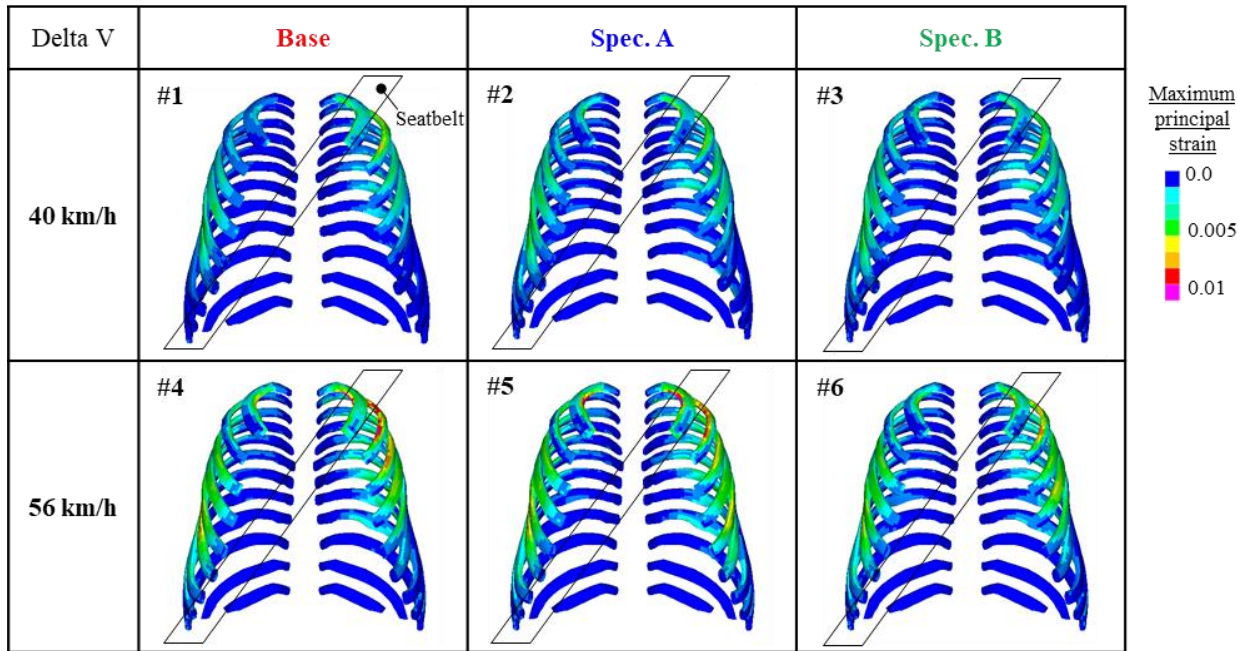 Delta V
Base
Spec. A
Spec. B
40 km/h
#1
Seatbelt
#2
#3
Maximum
principal
strain
0.0
0.005
0.01
56 km/h
#4
#5
#6